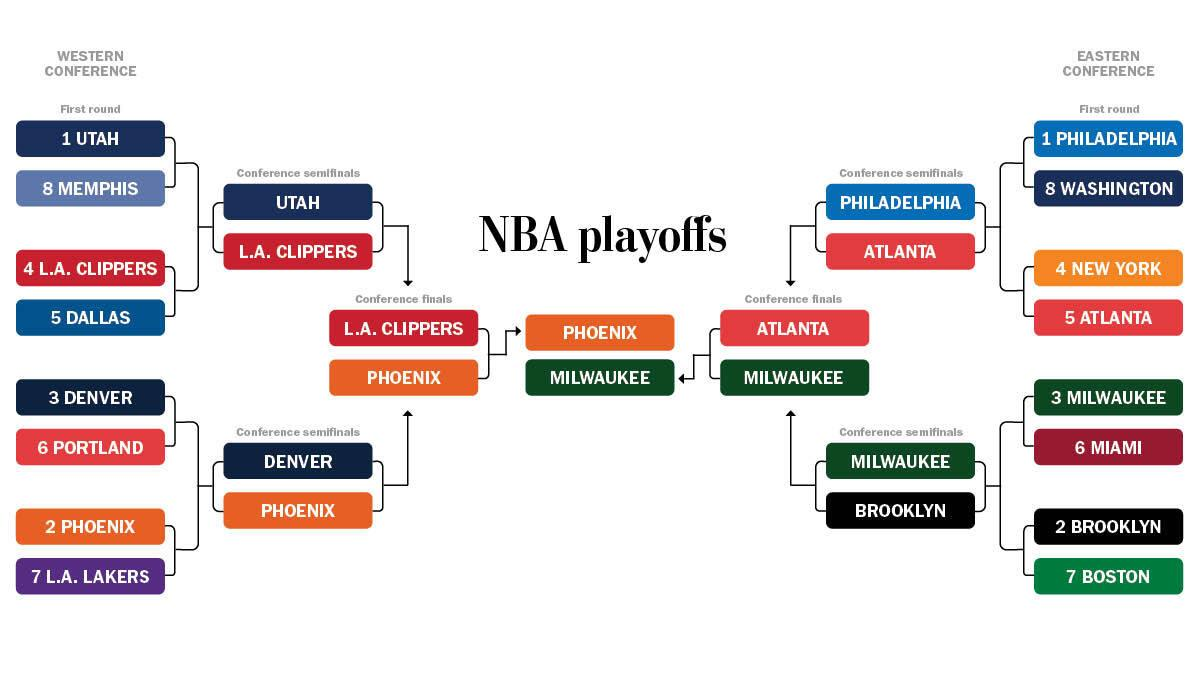 WESTERN
CONFERENCE
First round
1 UTAH
8 MEMPHIS
4 L.A. CLIPPERS
5 DALLAS
3 DENVER
6 PORTLAND
2 PHOENIX
7 L.A. LAKERS
Conference semifinals
UTAH
L.A. CLIPPERS
Conference semifinals
DENVER
PHOENIX
Conference finals
L.A. CLIPPERS
PHOENIX
NBA playoffs
PHOENIX
MILWAUKEE
Conference finals
ATLANTA
MILWAUKEE
Conference semifinals
PHILADELPHIA
ATLANTA
Conference semifinals
MILWAUKEE
BROOKLYN
EASTERN
CONFERENCE
First round
1 PHILADELPHIA
8 WASHINGTON
4 NEW YORK
5 ATLANTA
3 MILWAUKEE
6 MIAMI
2 BROOKLYN
7 BOSTON